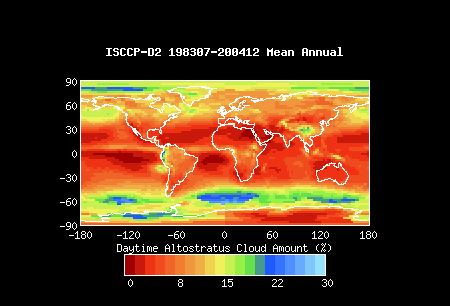 ISCCP-D2 198307-200412 Mean Annual
90
60
30
0
-30
-60
-90
-180 -120 -60 0 60 120 180
Daytime Altostratus Cloud Amount (%)
0 8 15 22 30